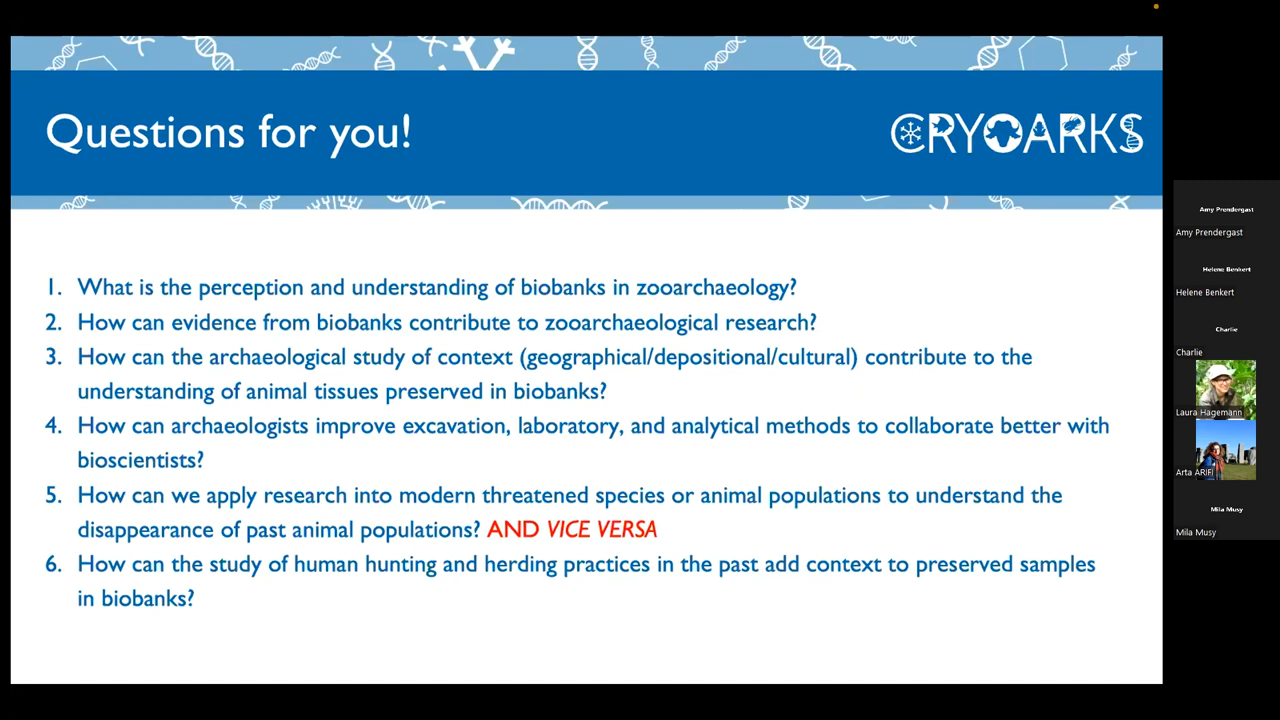 Questions for you!
CRYOARKS
1. What is the perception and understanding of biobanks in zooarchaeology?
2. How can evidence from biobanks contribute to zooarchaeological research?
3. How can the archaeological study of context (geographical/depositional/cultural) contribute to the
understanding of animal tissues preserved in biobanks?
4. How can archaeologists improve excavation, laboratory, and analytical methods to collaborate better with
bioscientists?
5. How can we apply research into modern threatened species or animal populations to understand the
disappearance of past animal populations? AND VICE VERSA
6. How can the study of human hunting and herding practices in the past add context to preserved samples
in biobanks?
Amy Prendergast
Amy Prendergast
Helene Benkert
Helene Benkert
Charlie
Charlie
Laura Hagemann
Arta ARIFI
Mila Musy
Mila Musy